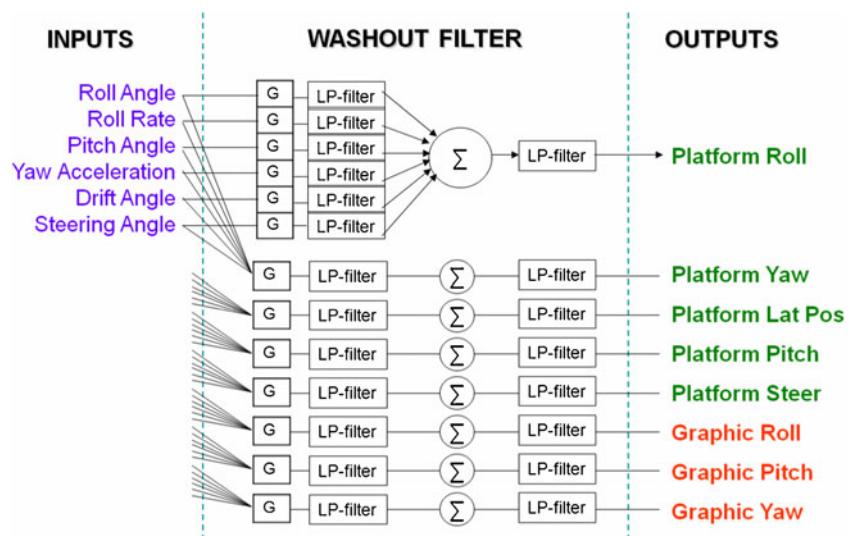 INPUTS WASHOUT FILTER OUTPUTS
Roll Angle G LP-filter
Roll Rate G LP-filter
Pitch Angle G LP-filter ∑ LP-filter Platform Roll
Yaw Acceleration G LP-filter
Drift Angle G LP-filter
Steering Angle G LP-filter
G LP-filter ∑ LP-filter Platform Yaw
G LP-filter ∑ LP-filter Platform Lat Pos
G LP-filter ∑ LP-filter Platform Pitch
G LP-filter ∑ LP-filter Platform Steer
G LP-filter ∑ LP-filter Graphic Roll
G LP-filter ∑ LP-filter Graphic Pitch
G LP-filter ∑ LP-filter Graphic Yaw